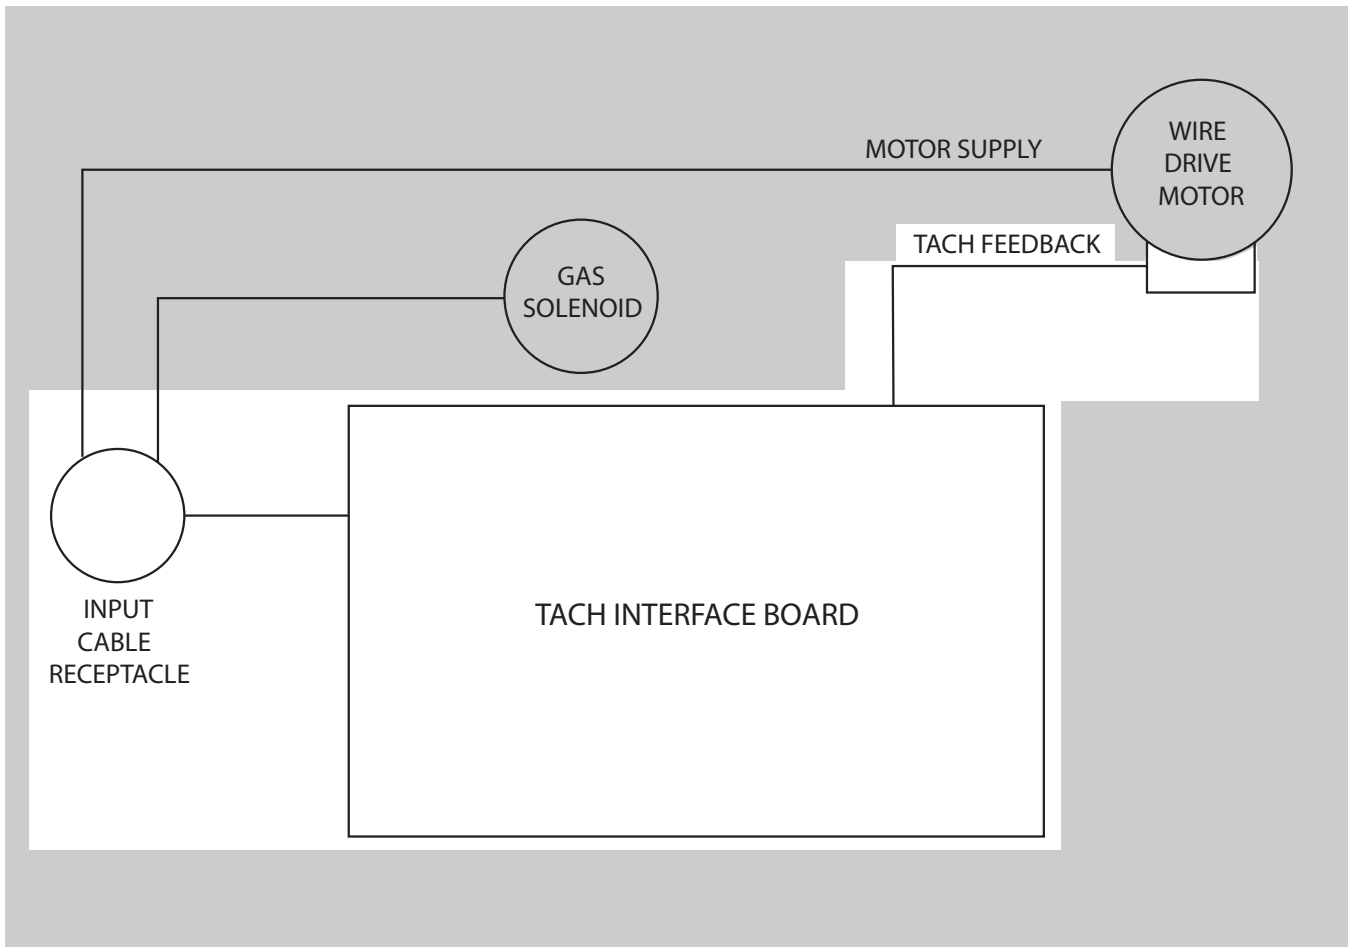 MOTOR SUPPLY
WIRE
DRIVE
MOTOR
TACH FEEDBACK
GAS
SOLENOID
INPUT
CABLE
RECEPTACLE
TACH INTERFACE BOARD